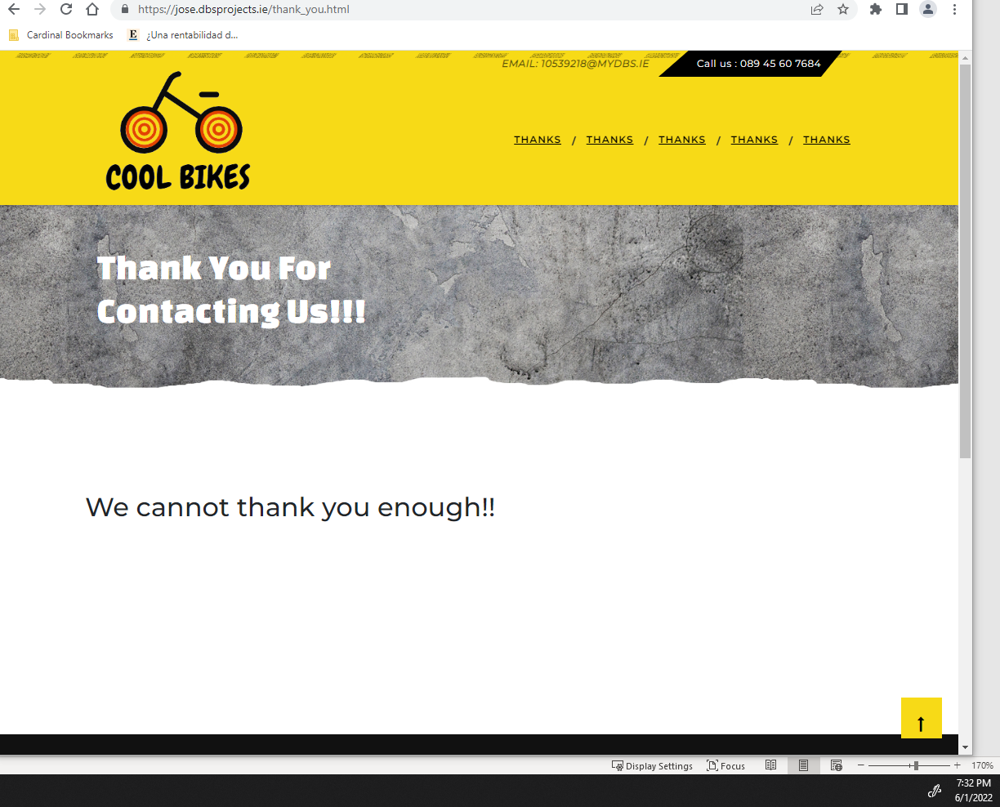 https://jose.dbsprojects.ie/thank_you.html
Cardinal Bookmarks
E ¿Una rentabilidad d...
EMAIL: 10539218@MYDBS.IE
Call us : 089 45 60 7684
THANKS / THANKS / THANKS / THANKS / THANKS
COOL BIKES
Thank You For
Contacting Us!!!
We cannot thank you enough!!
Display Settings Focus 170%
7:32 PM
6/1/2022